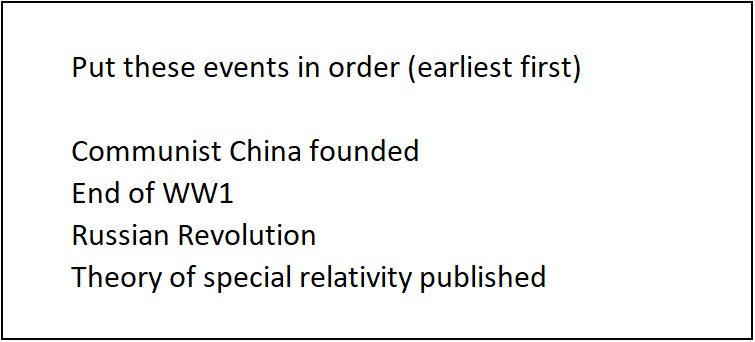 Put these events in order (earliest first)
Communist China founded
End of WW1
Russian Revolution
Theory of special relativity published